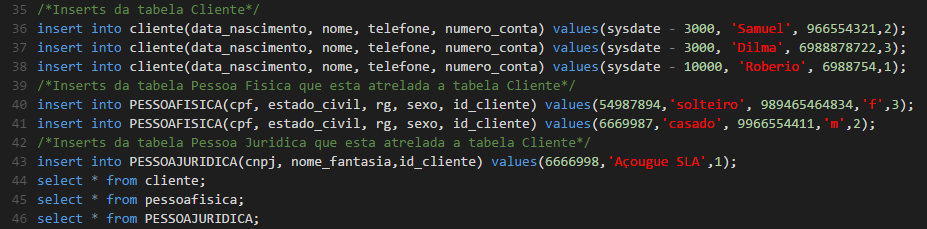 35 /*Inserts da tabela Cliente*/
36 insert into cliente(data_nascimento, nome, telefone, numero_conta) values(sysdate - 3000, 'Samuel', 966554321,2);
37 insert into cliente(data_nascimento, nome, telefone, numero_conta) values(sysdate - 3000, 'Dilma', 6988878722,3);
38 insert into cliente(data_nascimento, nome, telefone, numero_conta) values(sysdate - 10000, 'Roberio', 6988754,1);
39 /*Inserts da tabela Pessoa Fisica que esta atrelada a tabela Cliente*/
40 insert into PESSOAFISICA(cpf, estado_civil, rg, sexo, id_cliente) values(54987894,'solteiro', 989465464834,'f',3);
41 insert into PESSOAFISICA(cpf, estado_civil, rg, sexo, id_cliente) values(6669987,'casado', 9966554411,'m',2);
42 /*Inserts da tabela Pessoa Juridica que esta atrelada a tabela Cliente*/
43 insert into PESSOAJURIDICA(cnpj, nome_fantasia,id_cliente) values(6666998,'Açougue SLA',1);
44 select * from cliente;
45 select * from pessoafisica;
46 select * from PESSOAJURIDICA;